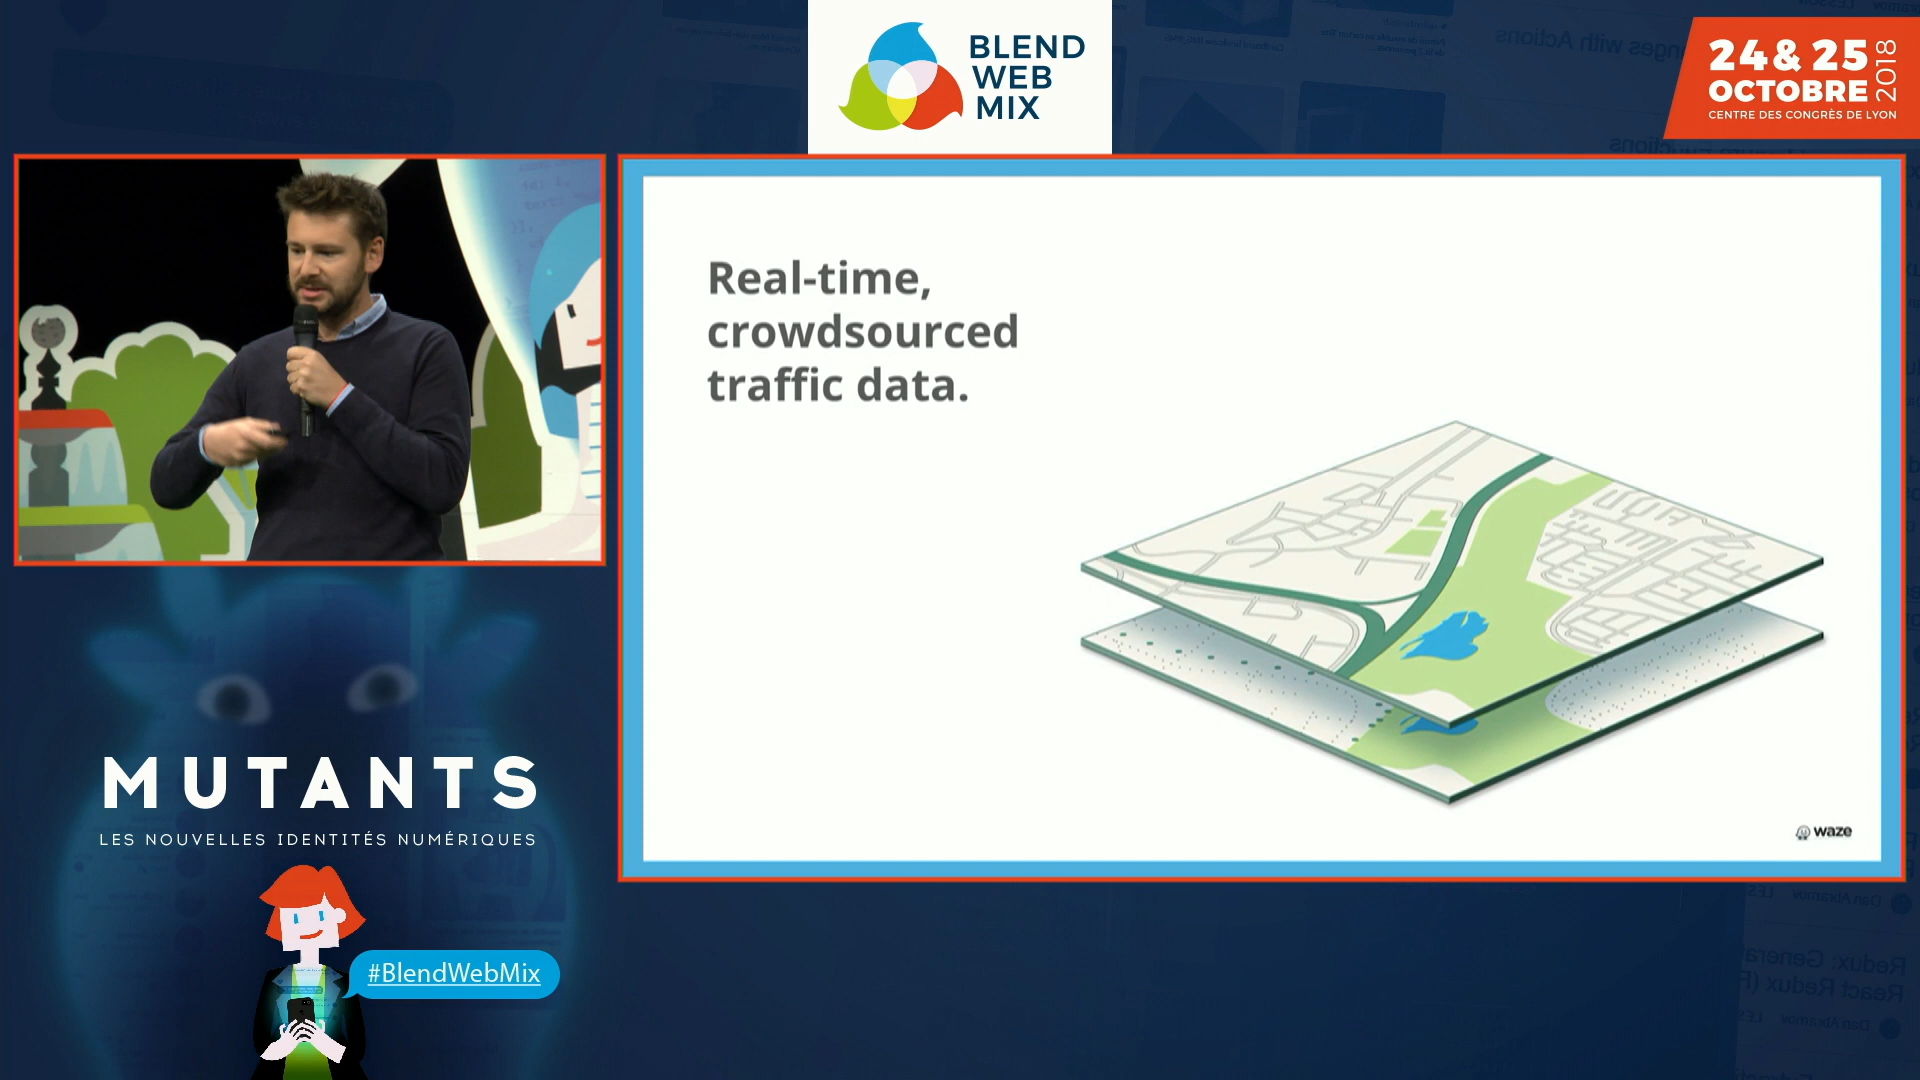 BLEND
WEB
MIX
24 & 25
OCTOBRE
2018
CENTRE DES CONGRÈS DE LYON
Real-time,
crowdsourced
traffic data.
waze
MUTANTS
LES NOUVELLES IDENTITÉS NUMÉRIQUES
#BlendWebMix